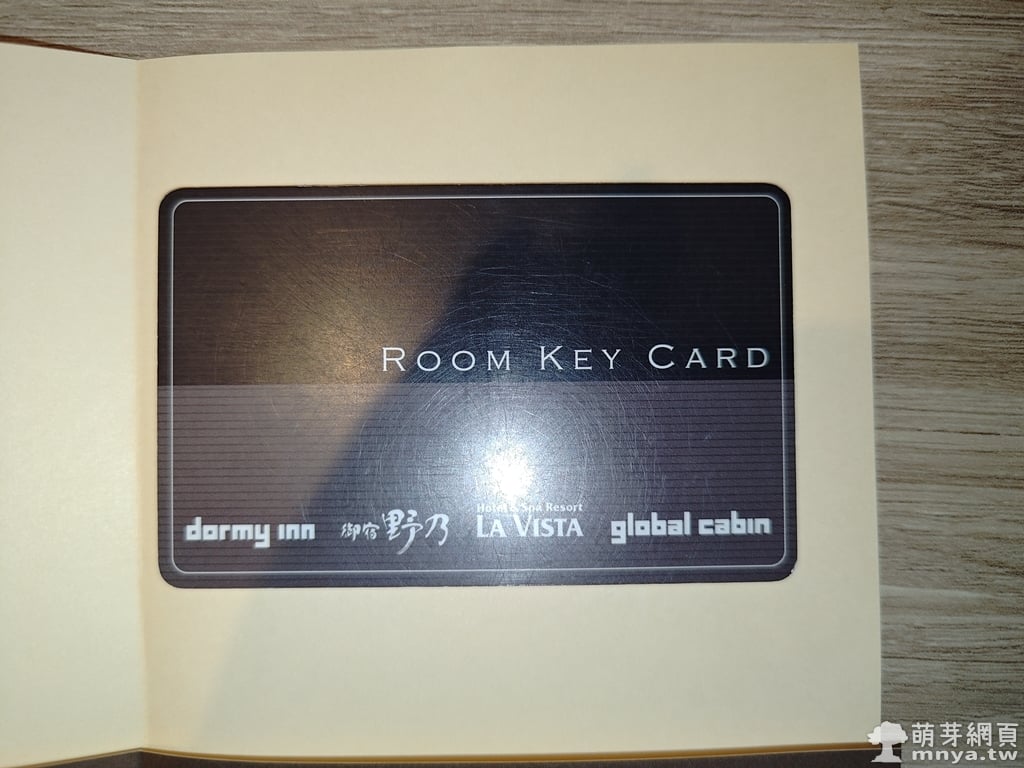 ROOM KEY CARD
dormy inn
御宿 野乃
Hotel & Spa Resort
LA VISTA
global cabin
萌芽網頁
mnya.tw